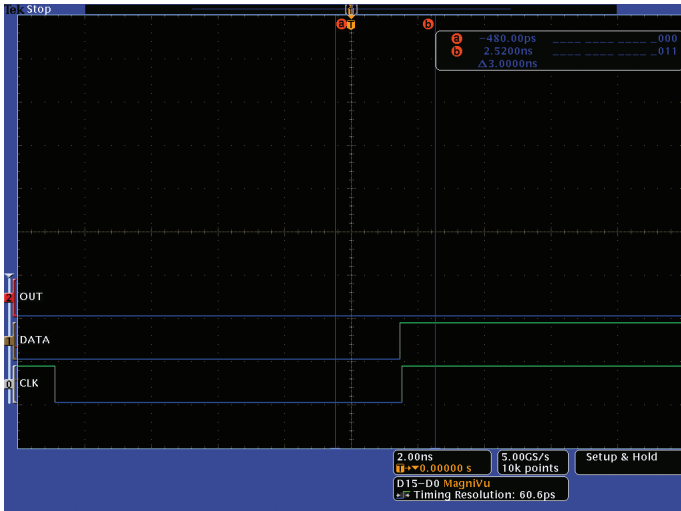 Tek Stop
a T b
a −480.00ps ____ ____ ____ _000
b 2.5200ns ____ ____ ____ _011
Δ3.0000ns
2 OUT
1 DATA
0 CLK
2.00ns
T→▼0.00000 s
5.00GS/s
10k points
Setup & Hold
D15−D0 MagniVu
Timing Resolution: 60.6ps